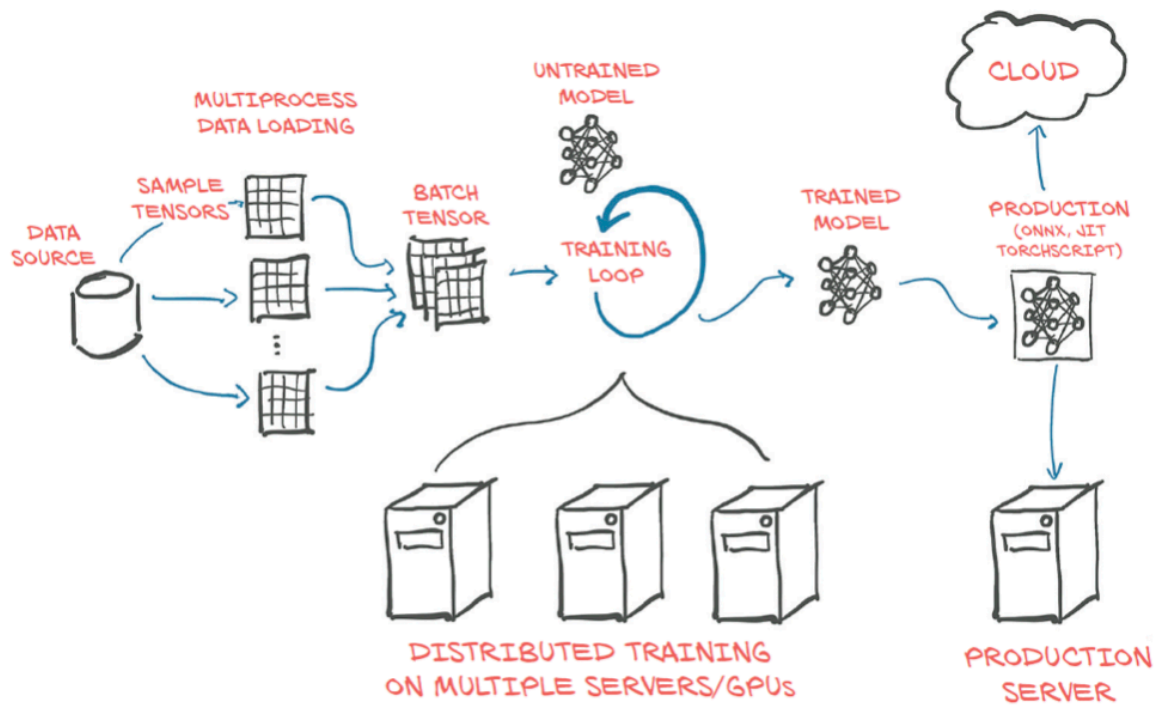 MULTIPROCESS
DATA LOADING
UNTRAINED
MODEL
CLOUD
DATA
SOURCE
SAMPLE
TENSORS
BATCH
TENSOR
TRAINING
LOOP
TRAINED
MODEL
PRODUCTION
(ONNX, JIT
TORCHSCRIPT)
DISTRIBUTED TRAINING
ON MULTIPLE SERVERS/GPUs
PRODUCTION
SERVER